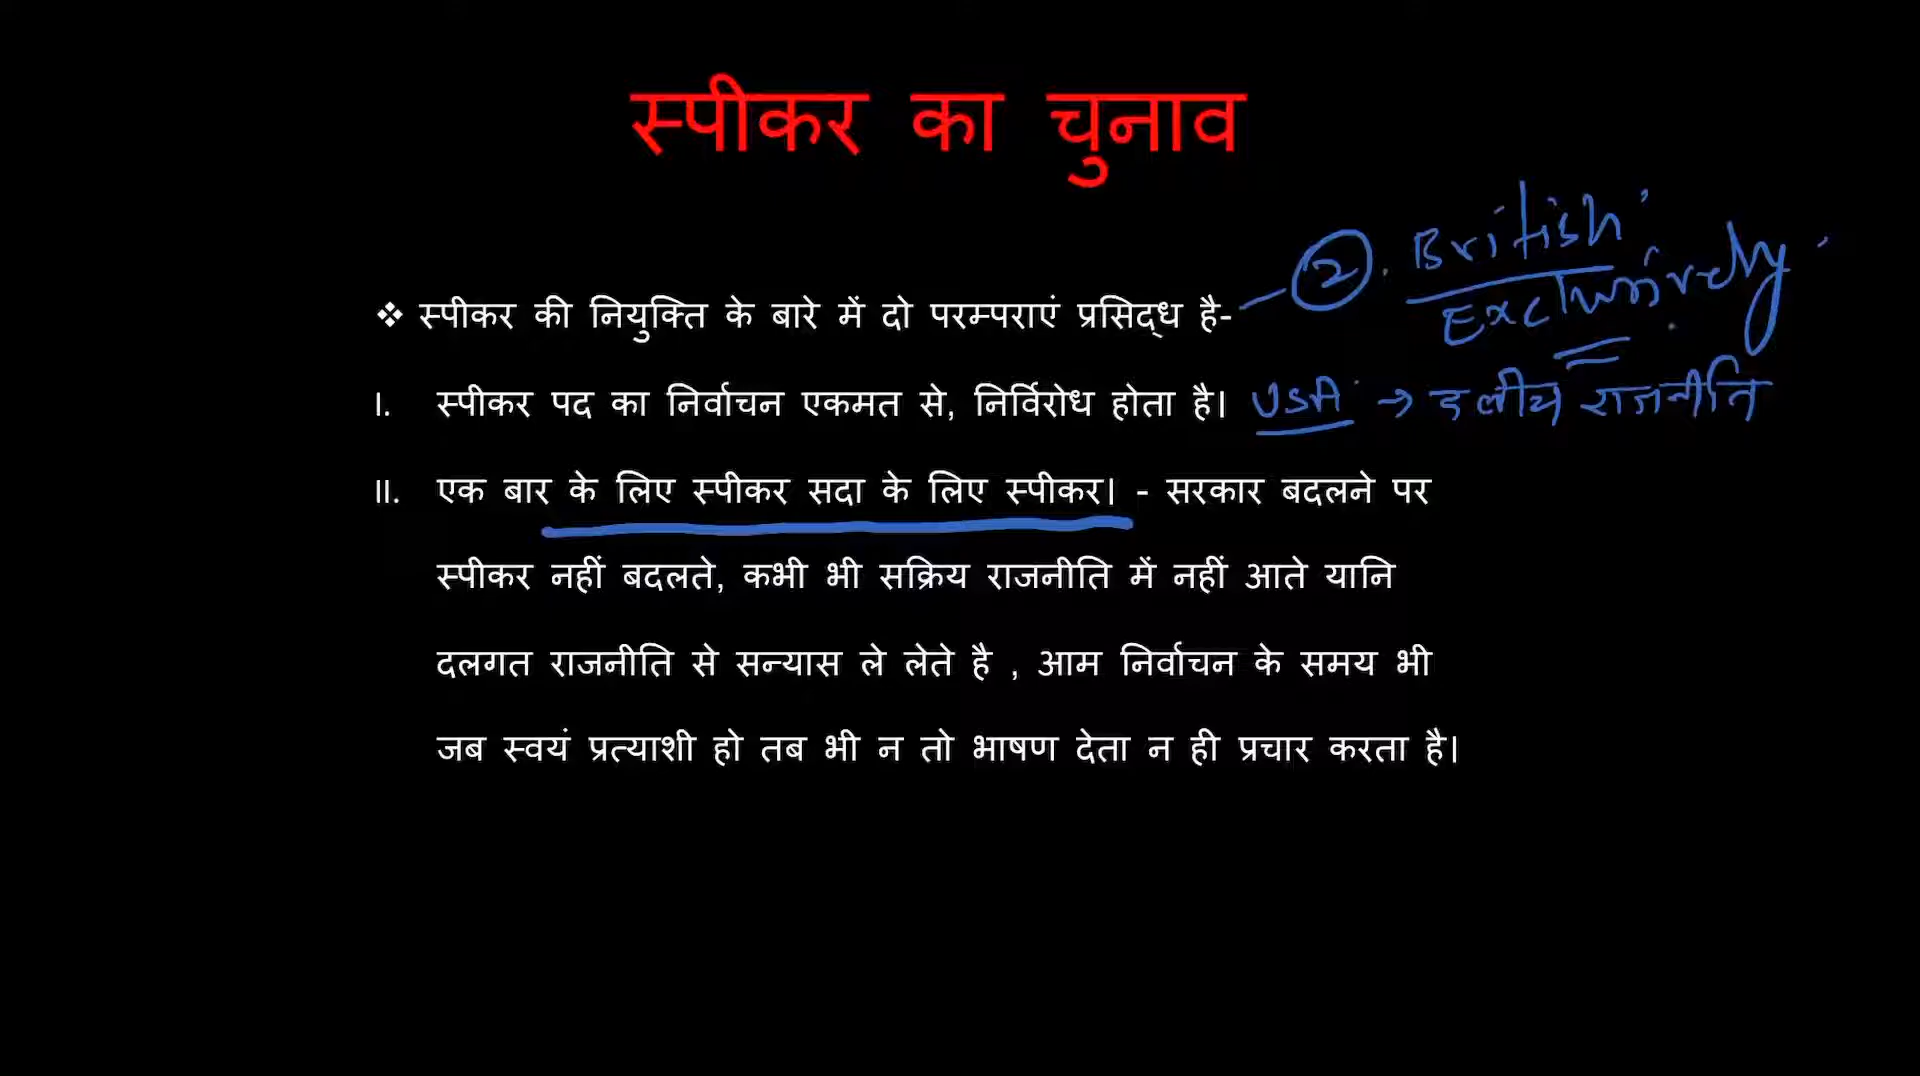 स्पीकर का चुनाव
❖ स्पीकर की नियुक्ति के बारे में दो परम्पराएं प्रसिद्ध है- – ②. British
Exclusively
I. स्पीकर पद का निर्वाचन एकमत से, निर्विरोध होता है। USA → दलीय राजनीति
II. एक बार के लिए स्पीकर सदा के लिए स्पीकर। - सरकार बदलने पर
स्पीकर नहीं बदलते, कभी भी सक्रिय राजनीति में नहीं आते यानि
दलगत राजनीति से सन्यास ले लेते है , आम निर्वाचन के समय भी
जब स्वयं प्रत्याशी हो तब भी न तो भाषण देता न ही प्रचार करता है।